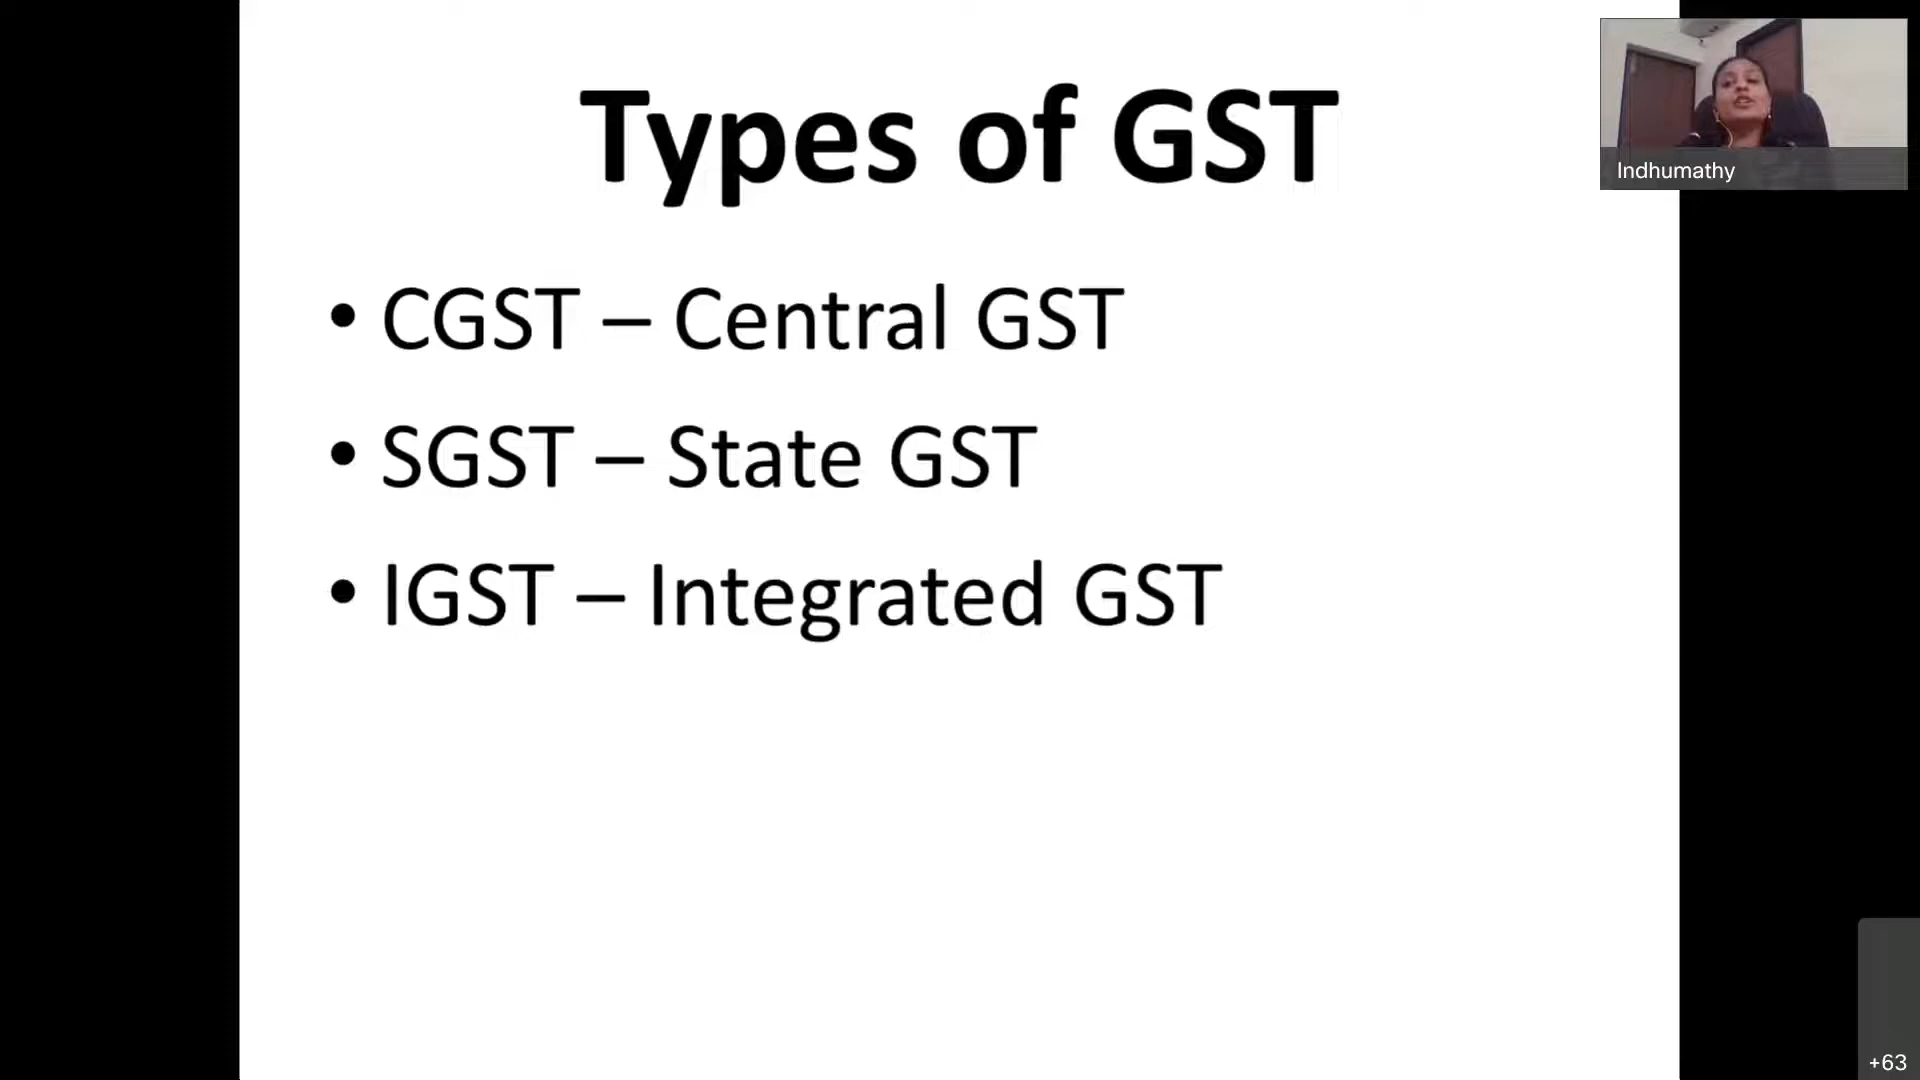 Types of GST
Indhumathy
• CGST – Central GST
• SGST – State GST
• IGST – Integrated GST
+63